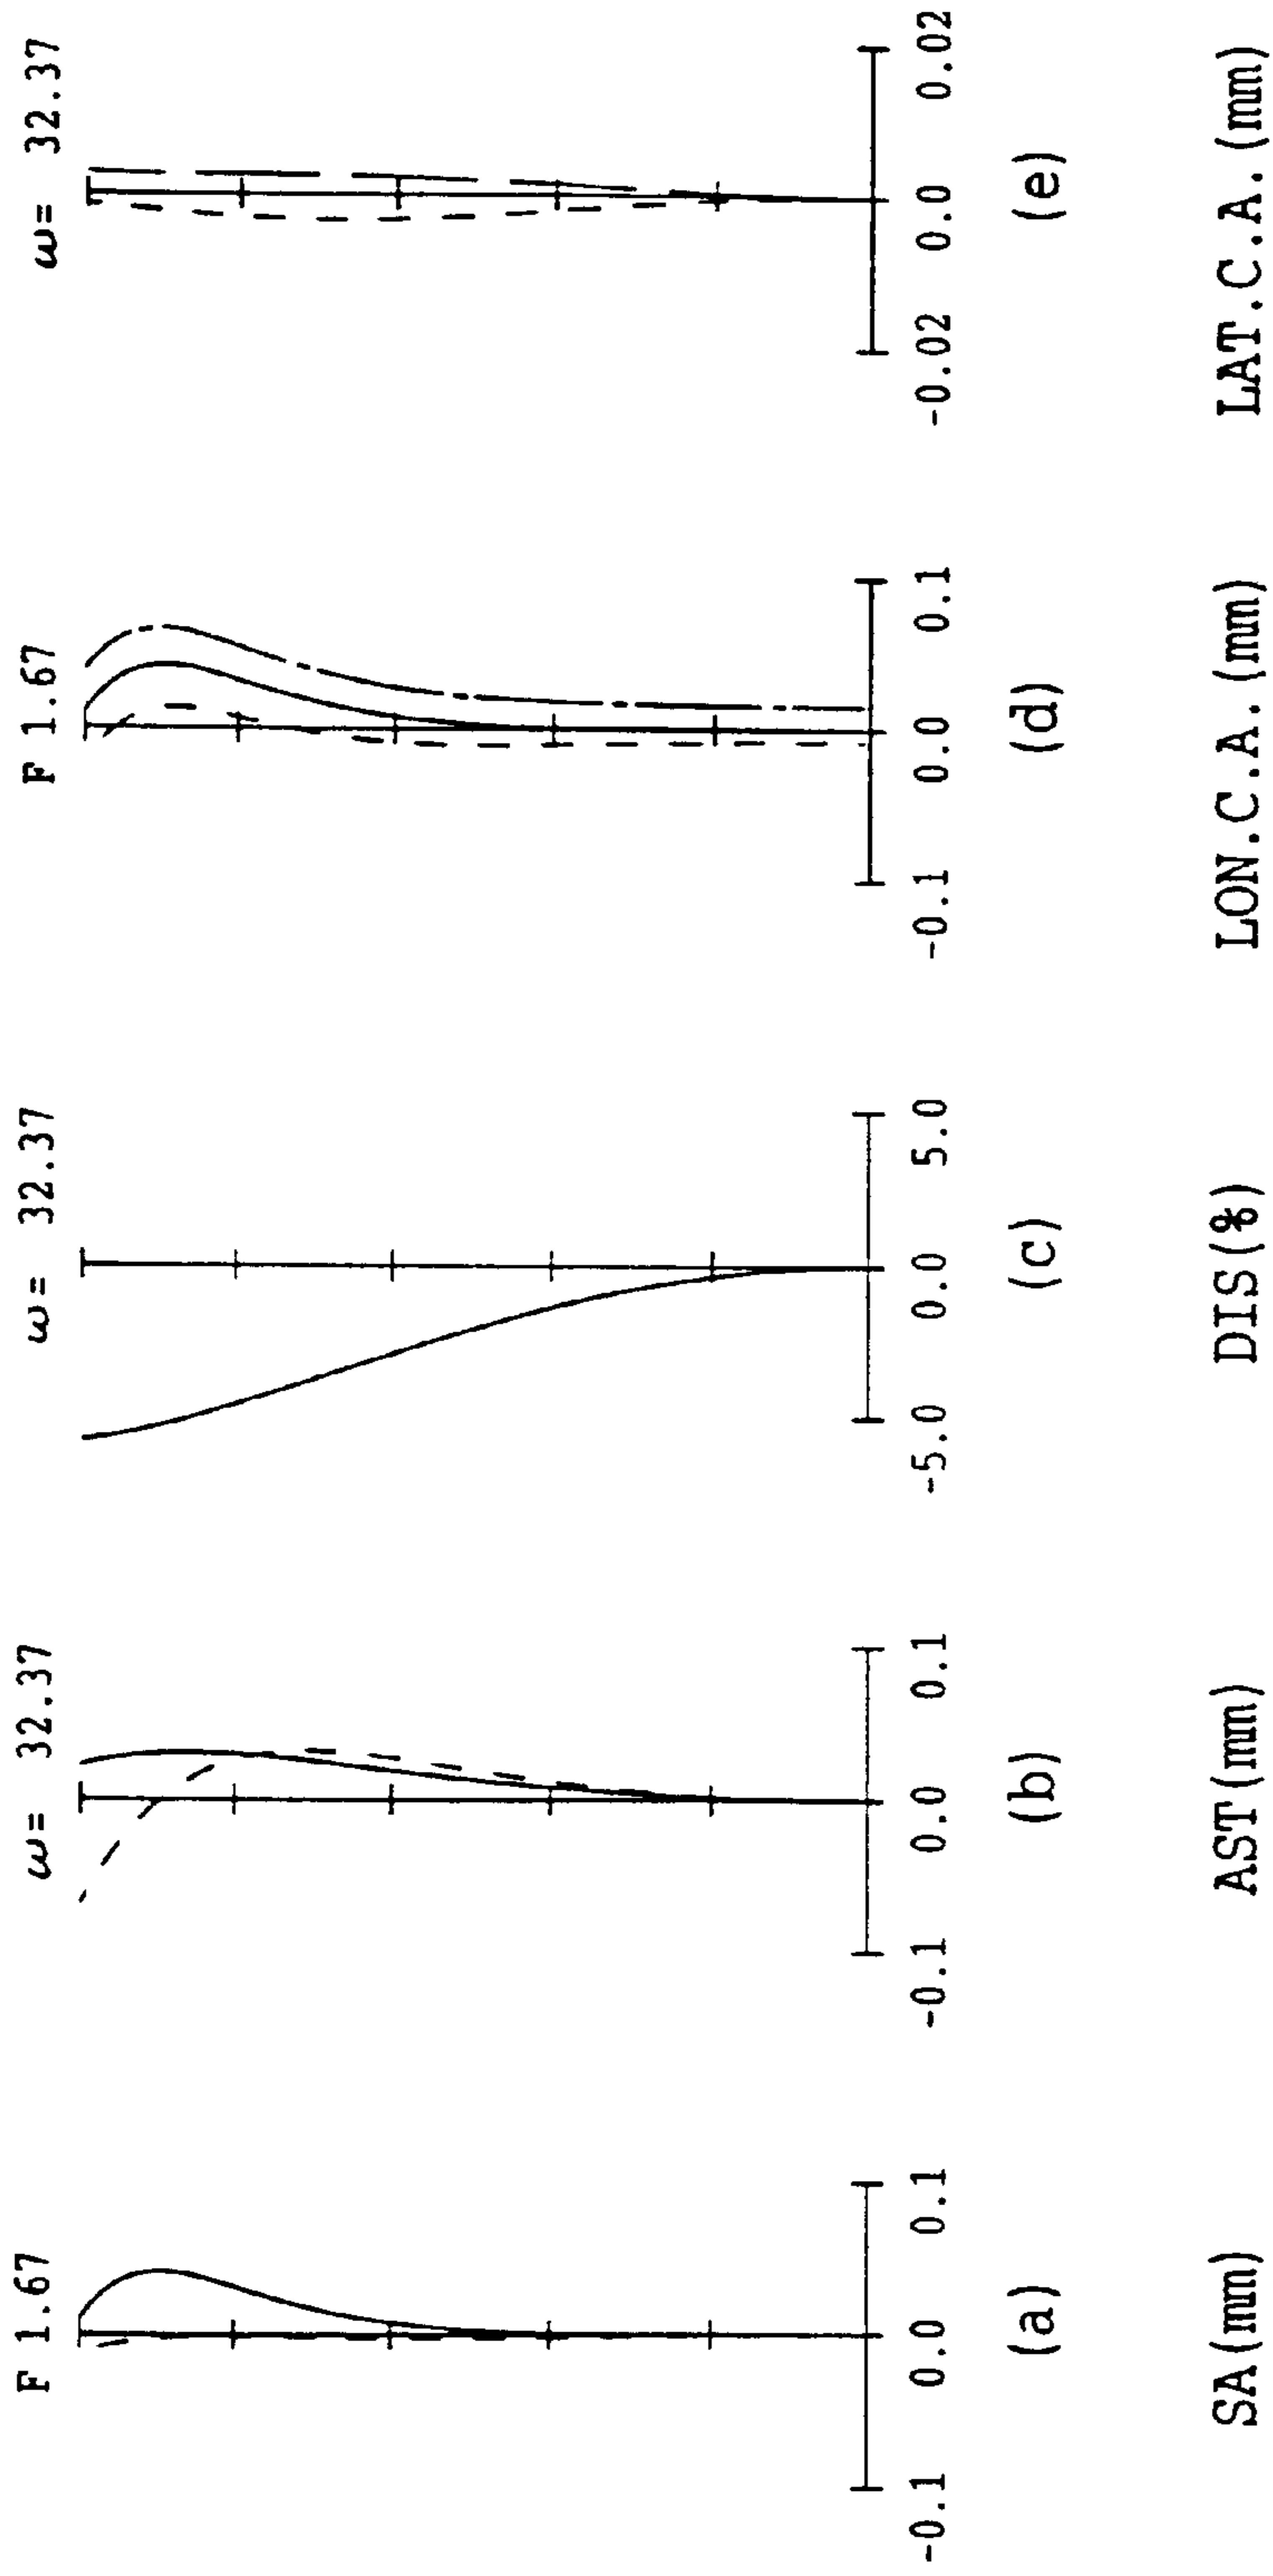 F 1.67
-0.1 0.0 0.1
(a)
SA(mm)
ω= 32.37
-0.1 0.0 0.1
(b)
AST(mm)
ω= 32.37
-5.0 0.0 5.0
(c)
DIS(%)
F 1.67
-0.1 0.0 0.1
(d)
LON.C.A.(mm)
ω= 32.37
-0.02 0.0 0.02
(e)
LAT.C.A.(mm)